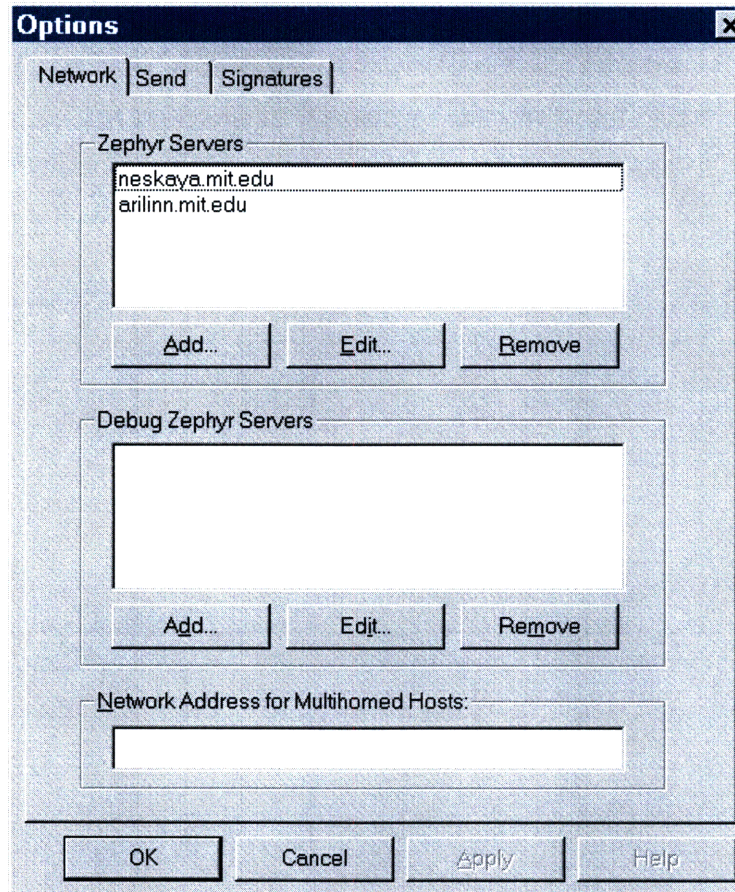 Options
Network Send Signatures
Zephyr Servers
neskaya.mit.edu
arilinn.mit.edu
Add... Edit... Remove
Debug Zephyr Servers
Add... Edit... Remove
Network Address for Multihomed Hosts:
OK Cancel Apply Help